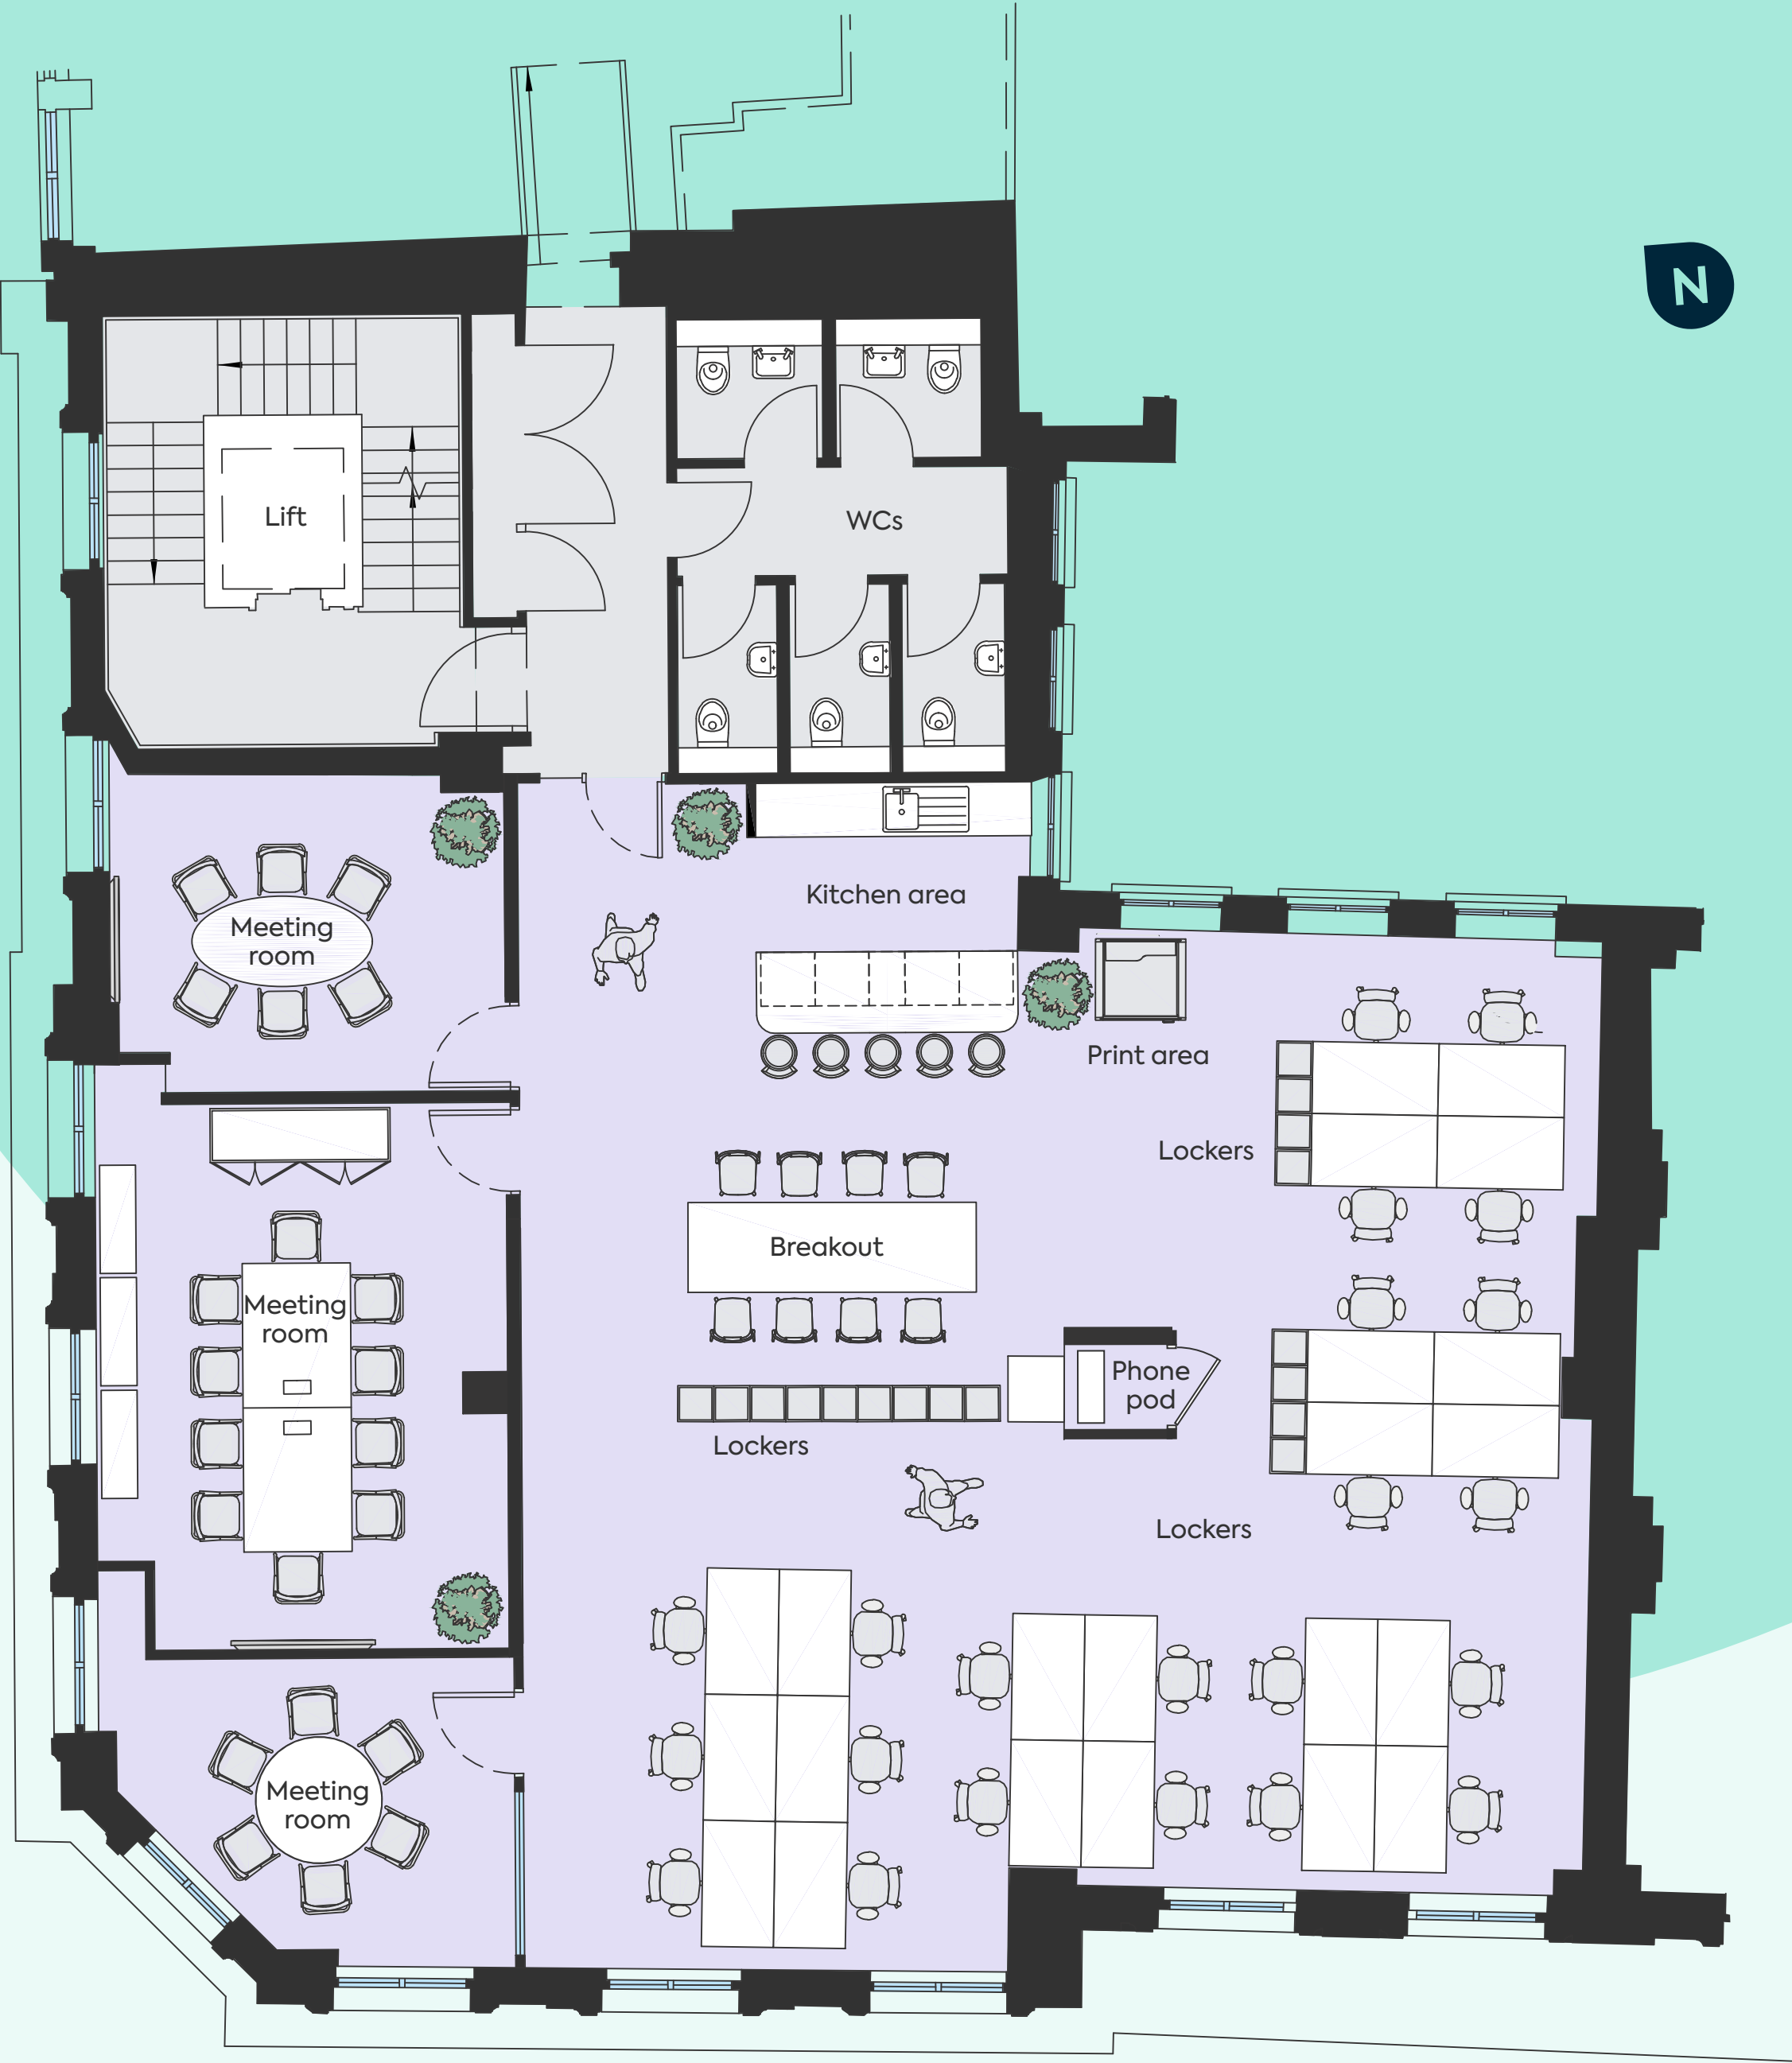 N
Lift
WCs
Kitchen area
Meeting
room
Print area
Lockers
Breakout
Meeting
room
Phone
pod
Lockers
Lockers
Meeting
room